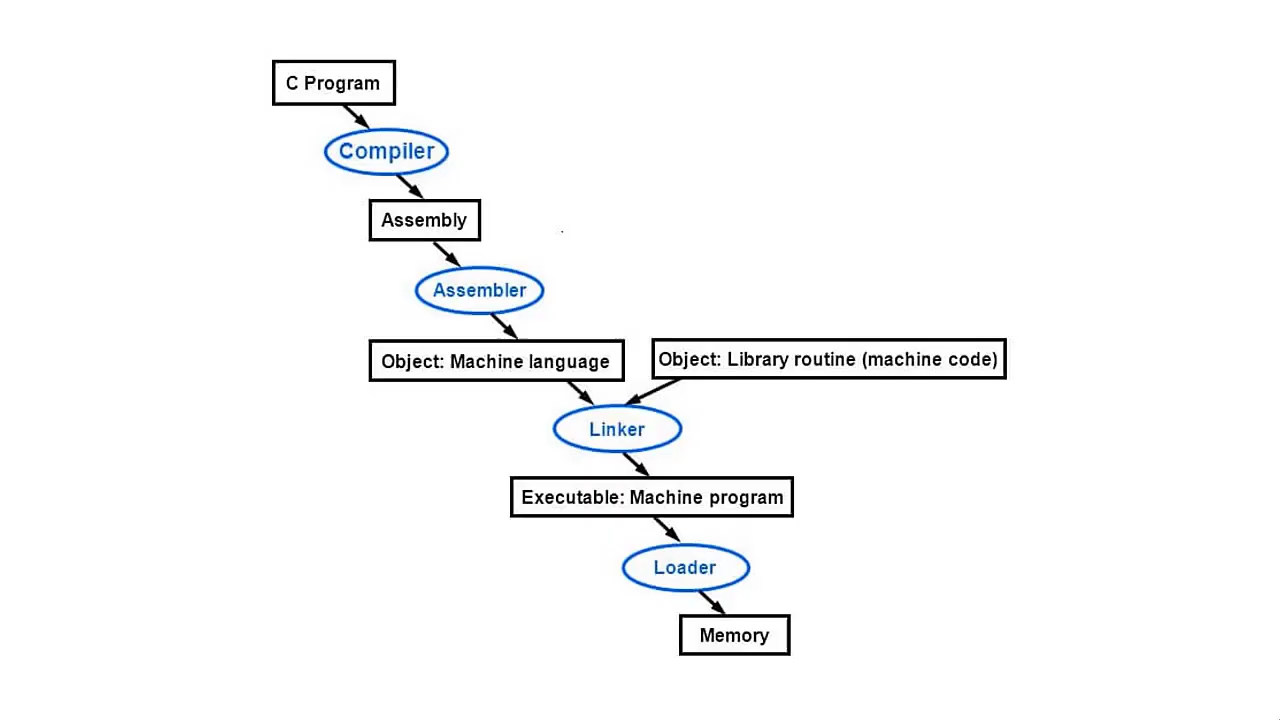 C Program
Compiler
Assembly
Assembler
Object: Machine language
Object: Library routine (machine code)
Linker
Executable: Machine program
Loader
Memory